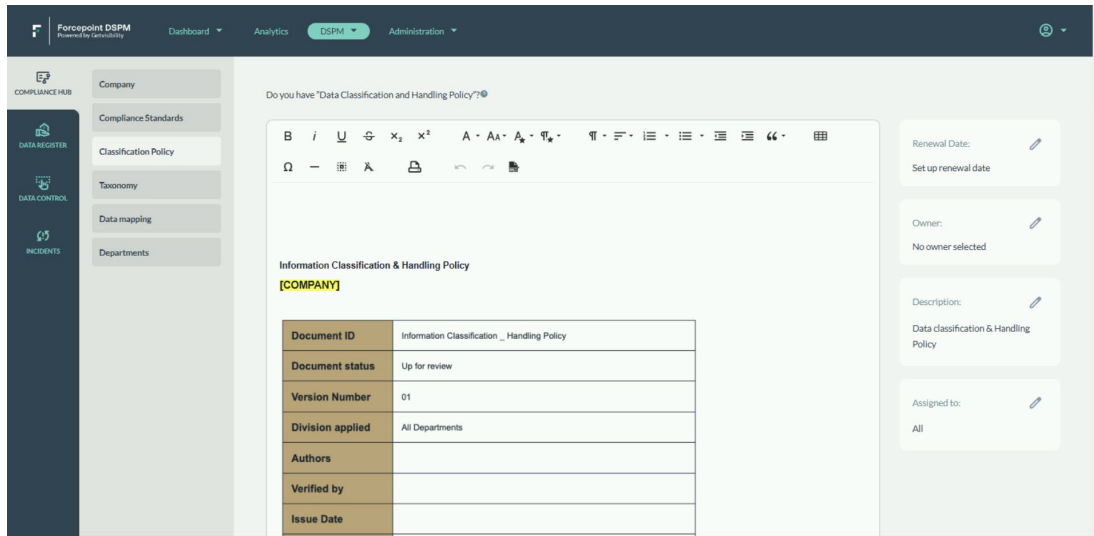 Forcepoint DSPM
Powered by Getvisibility
Dashboard
Analytics
DSPM
Administration
COMPLIANCE HUB
DATA REGISTER
DATA CONTROL
INCIDENTS
Company
Compliance Standards
Classification Policy
Taxonomy
Data mapping
Departments
Do you have "Data Classification and Handling Policy"?
Information Classification & Handling Policy
[COMPANY]
Document ID Information Classification _ Handling Policy
Document status Up for review
Version Number 01
Division applied All Departments
Authors
Verified by
Issue Date
Renewal Date:
Set up renewal date
Owner:
No owner selected
Description:
Data classification & Handling
Policy
Assigned to:
All